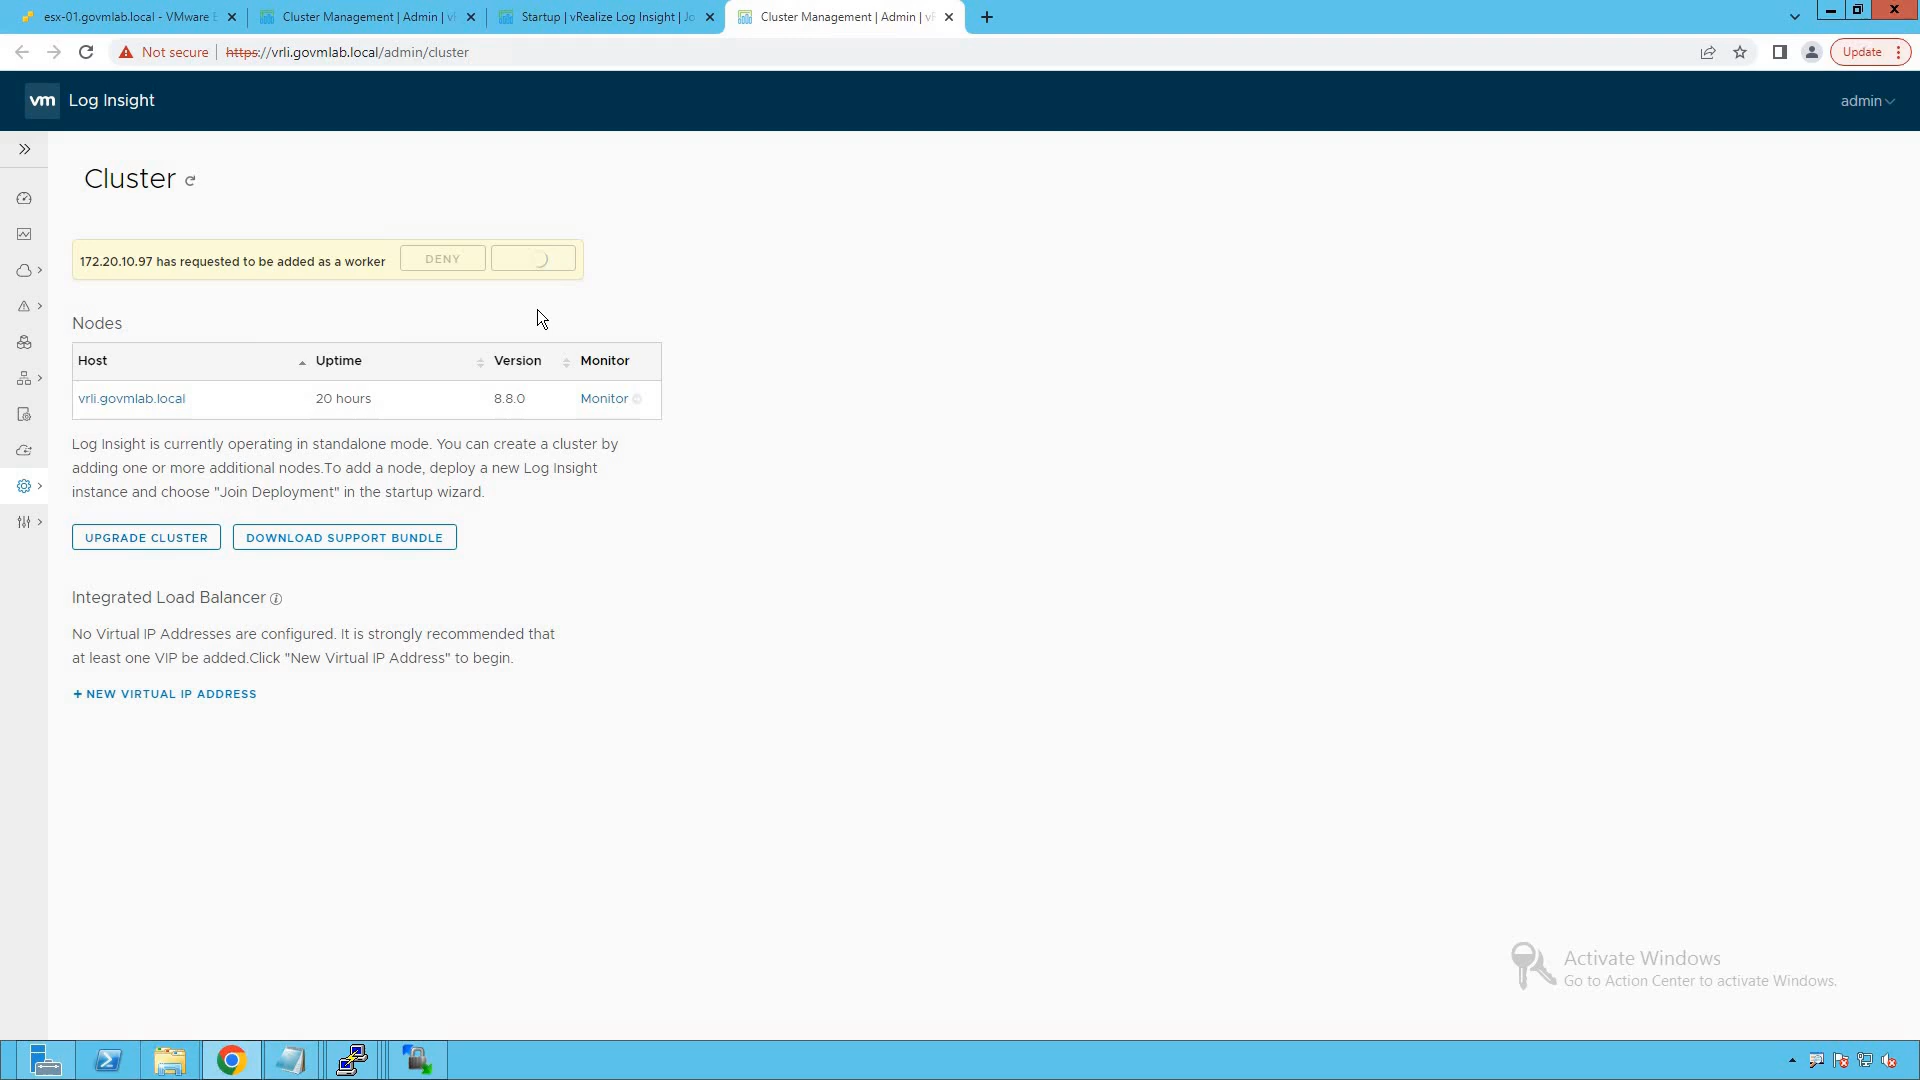 esx-01.govmlab.local - VMware
Cluster Management | Admin |
Startup | vRealize Log Insight | Jo
Cluster Management | Admin |
Not secure
https://vrli.govmlab.local/admin/cluster
Update
vm Log Insight
admin
Cluster
172.20.10.97 has requested to be added as a worker
DENY
Nodes
Host Uptime Version Monitor
vrli.govmlab.local 20 hours 8.8.0 Monitor
Log Insight is currently operating in standalone mode. You can create a cluster by
adding one or more additional nodes.To add a node, deploy a new Log Insight
instance and choose "Join Deployment" in the startup wizard.
UPGRADE CLUSTER
DOWNLOAD SUPPORT BUNDLE
Integrated Load Balancer
No Virtual IP Addresses are configured. It is strongly recommended that
at least one VIP be added.Click "New Virtual IP Address" to begin.
+ NEW VIRTUAL IP ADDRESS
Activate Windows
Go to Action Center to activate Windows.